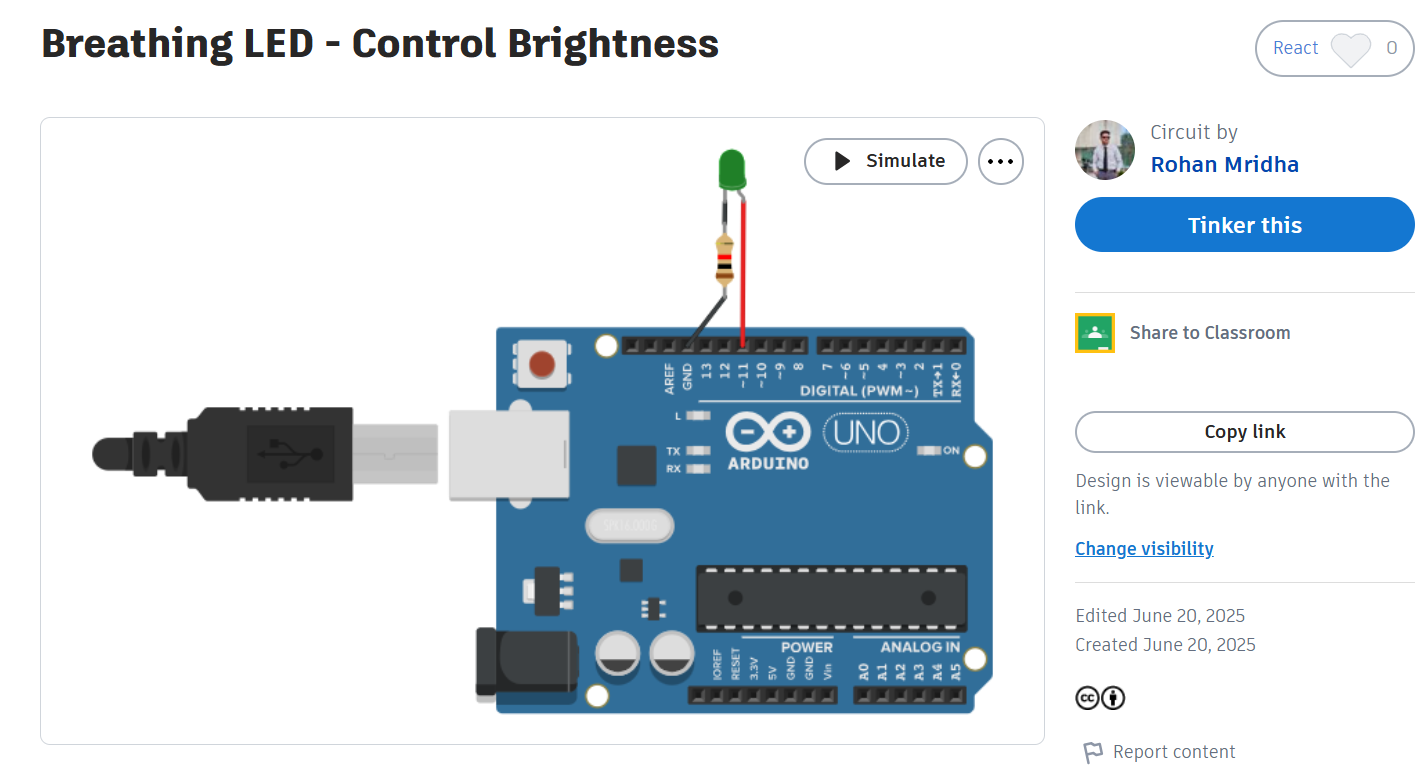 Breathing LED - Control Brightness
React 0
Simulate
Circuit by
Rohan Mridha
Tinker this
Share to Classroom
Copy link
Design is viewable by anyone with the
link.
Change visibility
Edited June 20, 2025
Created June 20, 2025
cc
Report content
AREF
GND
13
12
~11
~10
~9
8
7
~6
~5
4
~3
2
TX→1
RX←0
DIGITAL (PWM~)
L
TX
RX
ARDUINO
UNO
ON
POWER
ANALOG IN
IOREF
RESET
3.3V
5V
GND
GND
Vin
A0
A1
A2
A3
A4
A5